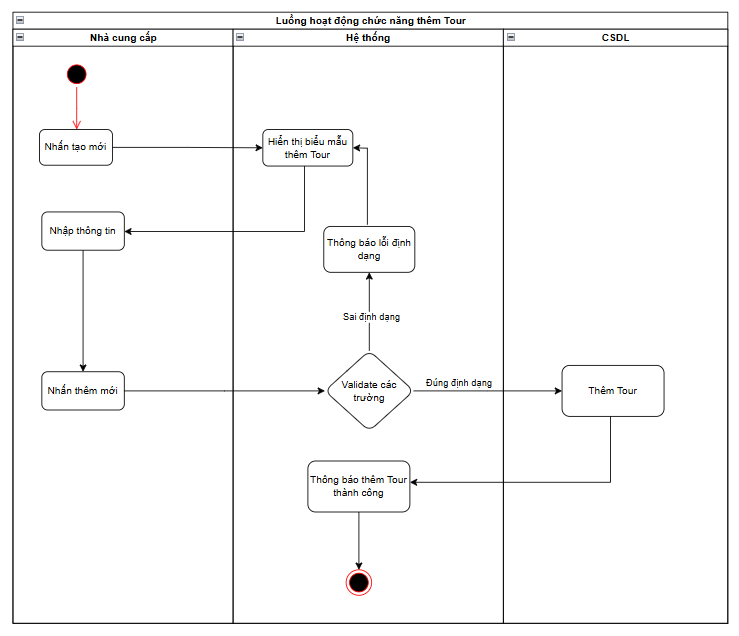 Luồng hoạt động chức năng thêm Tour
Nhà cung cấp
Hệ thống
CSDL
Nhấn tạo mới
Hiển thị biểu mẫu
thêm Tour
Nhập thông tin
Thông báo lỗi định
dạng
Sai định dạng
Nhấn thêm mới
Validate các
trường
Đúng định dạng
Thêm Tour
Thông báo thêm Tour
thành công